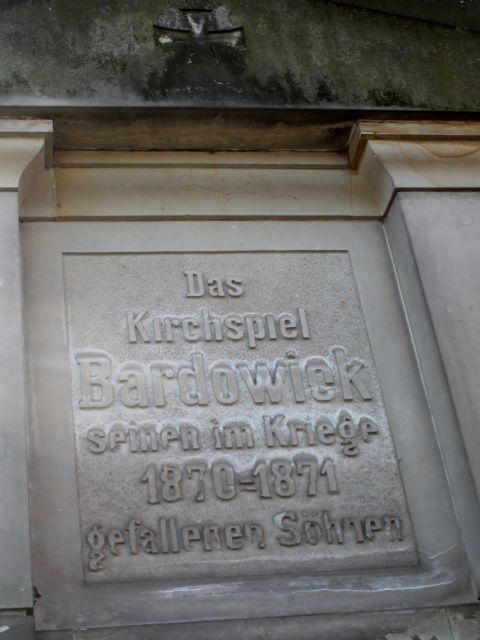 Das
Kirchspiel
Bardowick
seinen im Kriege
1870-1871
gefallenen Söhnen